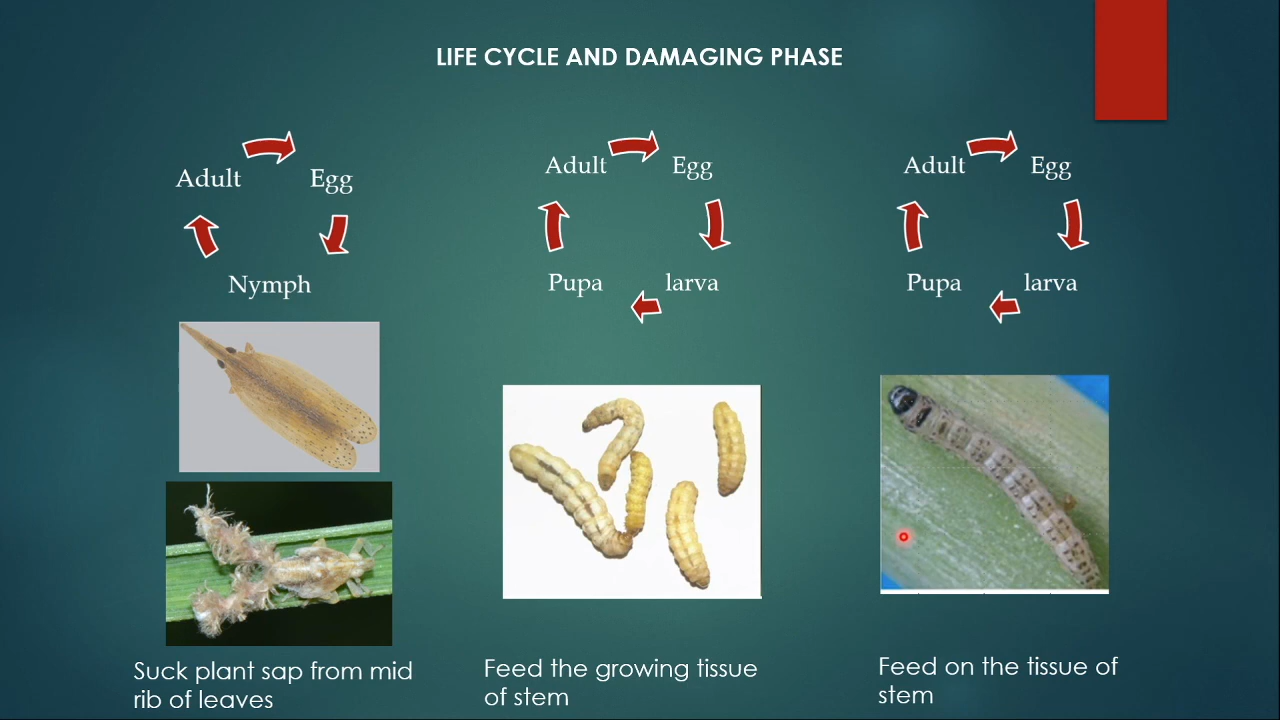 LIFE CYCLE AND DAMAGING PHASE
Adult
Egg
Nymph
Adult
Egg
Pupa
larva
Adult
Egg
Pupa
larva
Suck plant sap from mid
rib of leaves
Feed the growing tissue
of stem
Feed on the tissue of
stem